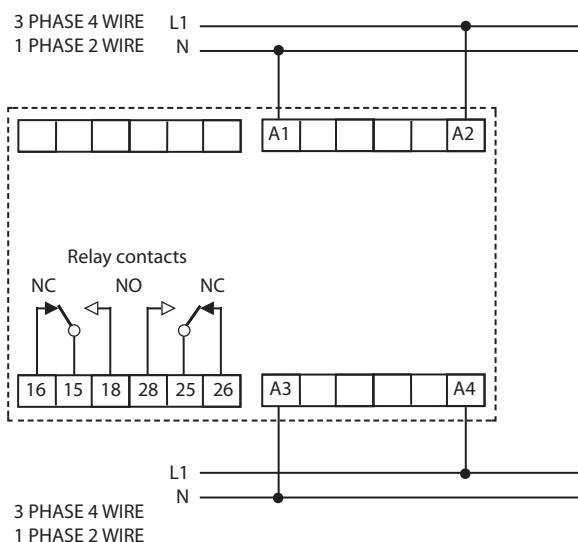 3 PHASE 4 WIRE L1
1 PHASE 2 WIRE N
A1 A2
Relay contacts
NC NO NC
16 15 18 28 25 26 A3 A4
L1
N
3 PHASE 4 WIRE
1 PHASE 2 WIRE